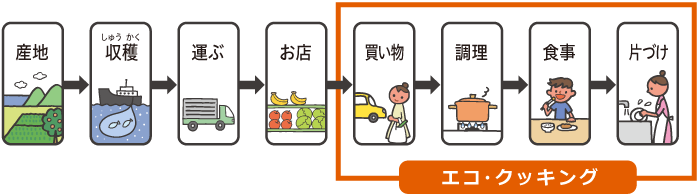 産地
しゅう かく
収穫
運ぶ
お店
買い物
調理
食事
片づけ
エコ・クッキング